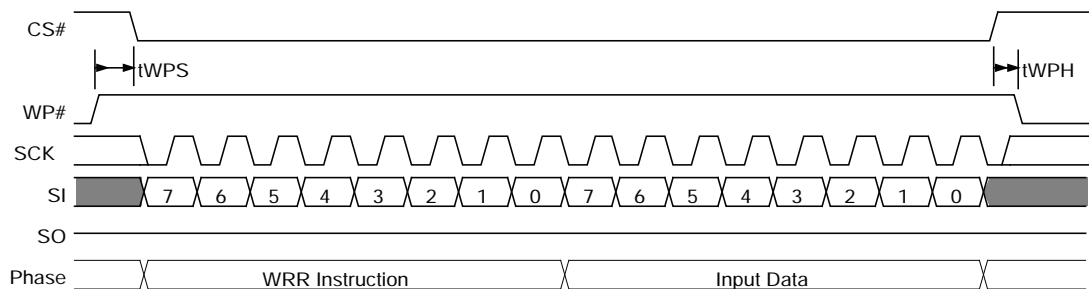 CS#
tWPS tWPH
WP#
SCK
SI 7 6 5 4 3 2 1 0 7 6 5 4 3 2 1 0
SO
Phase WRR Instruction Input Data